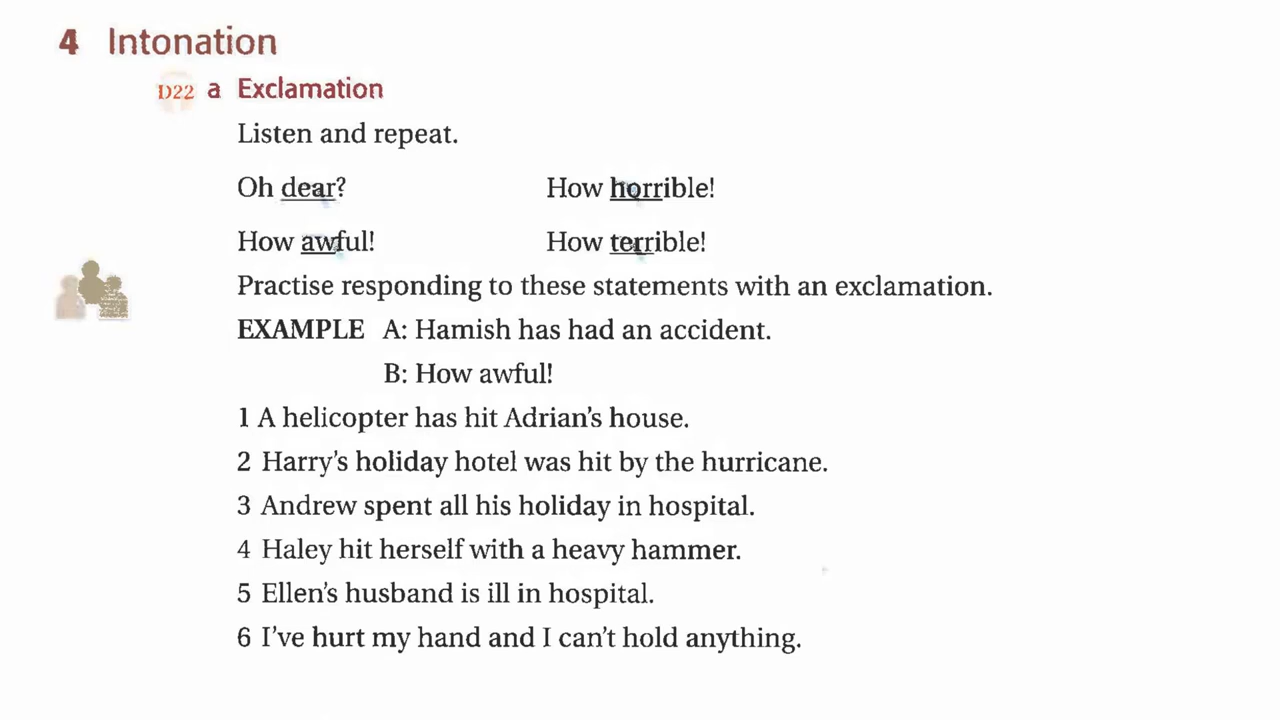 4 Intonation
D22 a Exclamation
Listen and repeat.
Oh dear? How horrible!
How awful! How terrible!
Practise responding to these statements with an exclamation.
EXAMPLE A: Hamish has had an accident.
B: How awful!
1 A helicopter has hit Adrian's house.
2 Harry's holiday hotel was hit by the hurricane.
3 Andrew spent all his holiday in hospital.
4 Haley hit herself with a heavy hammer.
5 Ellen's husband is ill in hospital.
6 I've hurt my hand and I can't hold anything.